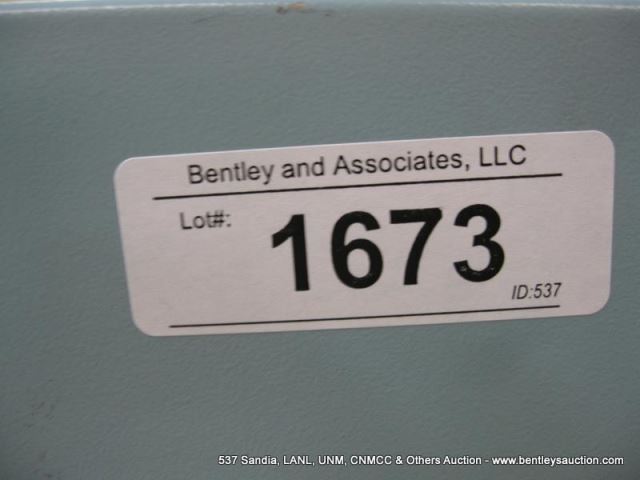 Bentley and Associates, LLC
Lot#:
1673
ID:537
537 Sandia, LANL, UNM, CNMCC & Others Auction - www.bentleysauction.com